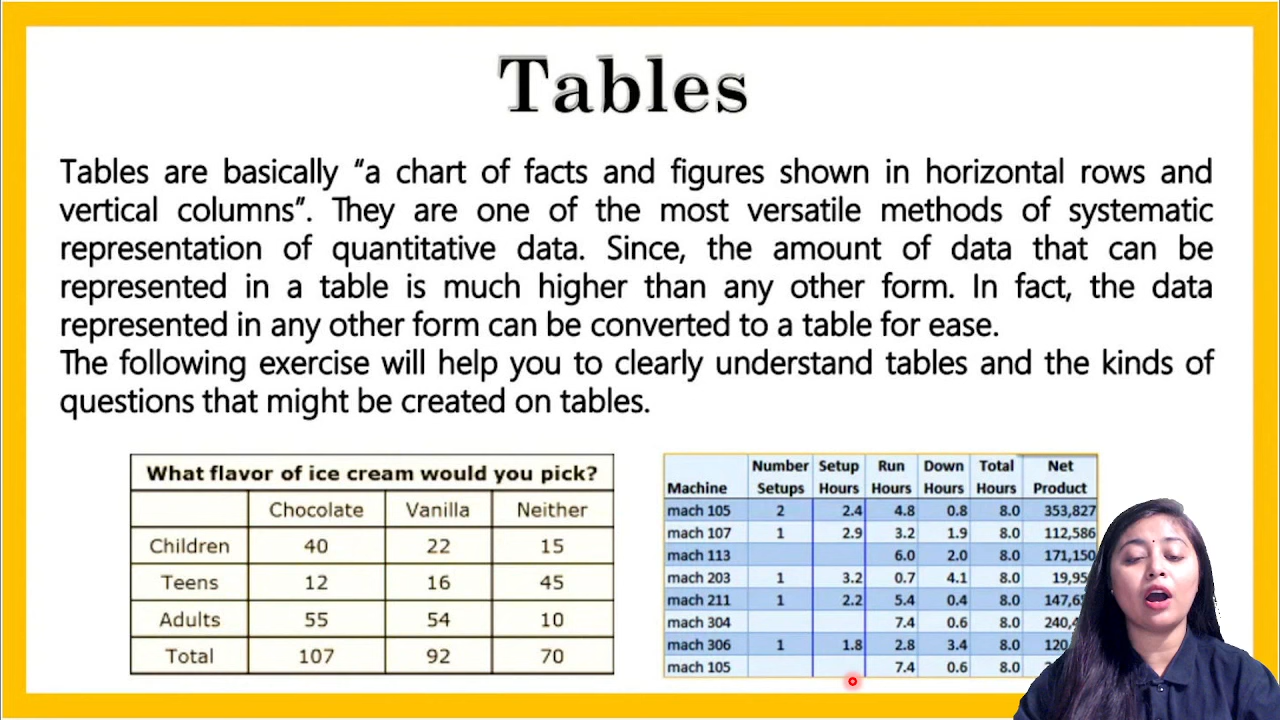 Tables
Tables are basically “a chart of facts and figures shown in horizontal rows and
vertical columns”. They are one of the most versatile methods of systematic
representation of quantitative data. Since, the amount of data that can be
represented in a table is much higher than any other form. In fact, the data
represented in any other form can be converted to a table for ease.
The following exercise will help you to clearly understand tables and the kinds of
questions that might be created on tables.
What flavor of ice cream would you pick?
Chocolate Vanilla Neither
Children 40 22 15
Teens 12 16 45
Adults 55 54 10
Total 107 92 70
Number Setup Run Down Total Net
Machine Setups Hours Hours Hours Hours Product
mach 105 2 2.4 4.8 0.8 8.0 353,827
mach 107 1 2.9 3.2 1.9 8.0 112,586
mach 113 6.0 2.0 8.0 171,150
mach 203 1 3.2 0.7 4.1 8.0
mach 211 1 2.2 5.4 0.4 8.0
mach 304 7.4 0.6 8.0
mach 306 1 1.8 2.8 3.4 8.0
mach 105 7.4 0.6 8.0